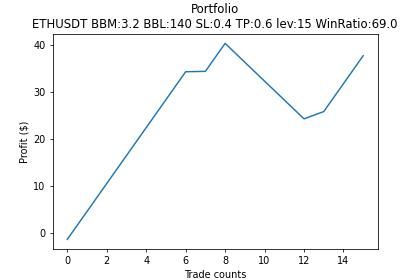 Portfolio
ETHUSDT BBM:3.2 BBL:140 SL:0.4 TP:0.6 lev:15 WinRatio:69.0
40
30
20
10
0
Profit ($)
0 2 4 6 8 10 12 14
Trade counts